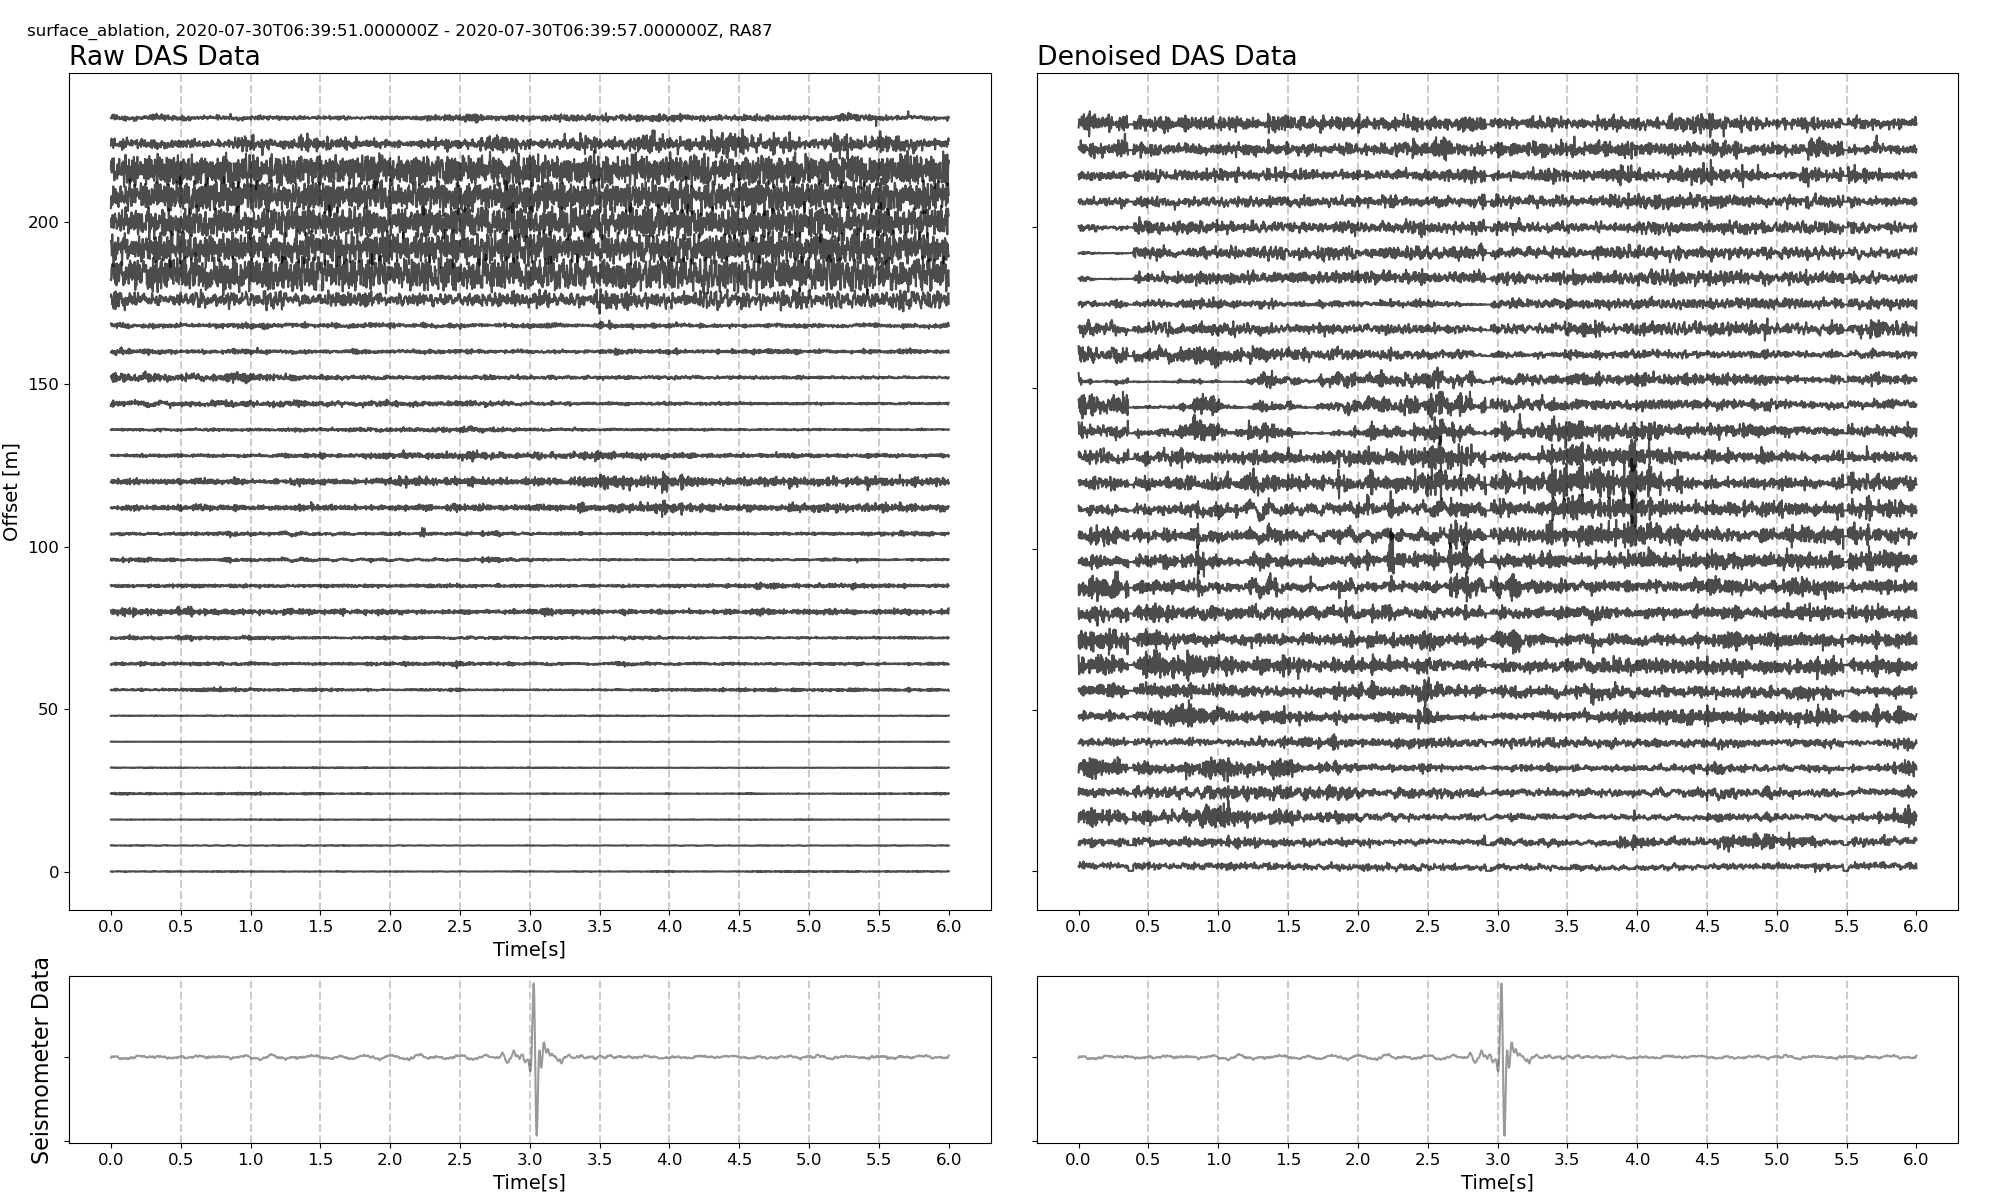 surface_ablation, 2020-07-30T06:39:51.000000Z - 2020-07-30T06:39:57.000000Z, RA87
Raw DAS Data
Denoised DAS Data
Offset [m]
200
150
100
50
0
0.0 0.5 1.0 1.5 2.0 2.5 3.0 3.5 4.0 4.5 5.0 5.5 6.0
Time[s]
0.0 0.5 1.0 1.5 2.0 2.5 3.0 3.5 4.0 4.5 5.0 5.5 6.0
Seismometer Data
0.0 0.5 1.0 1.5 2.0 2.5 3.0 3.5 4.0 4.5 5.0 5.5 6.0
Time[s]
0.0 0.5 1.0 1.5 2.0 2.5 3.0 3.5 4.0 4.5 5.0 5.5 6.0
Time[s]